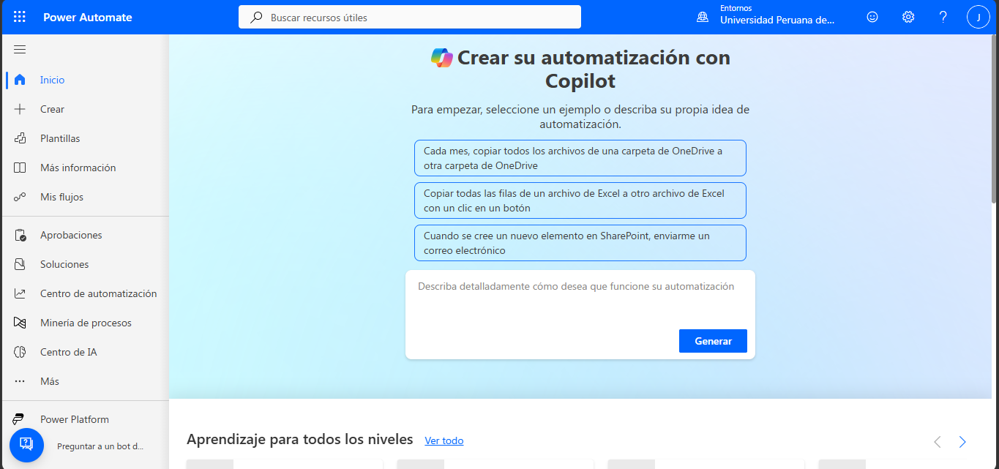 Power Automate
Buscar recursos útiles
Entornos
Universidad Peruana de...
J
Inicio
Crear
Plantillas
Más información
Mis flujos
Aprobaciones
Soluciones
Centro de automatización
Minería de procesos
Centro de IA
Más
Power Platform
Preguntar a un bot d...
Crear su automatización con
Copilot
Para empezar, seleccione un ejemplo o describa su propia idea de
automatización.
Cada mes, copiar todos los archivos de una carpeta de OneDrive a
otra carpeta de OneDrive
Copiar todas las filas de un archivo de Excel a otro archivo de Excel
con un clic en un botón
Cuando se cree un nuevo elemento en SharePoint, enviarme un
correo electrónico
Describa detalladamente cómo desea que funcione su automatización
Generar
Aprendizaje para todos los niveles Ver todo